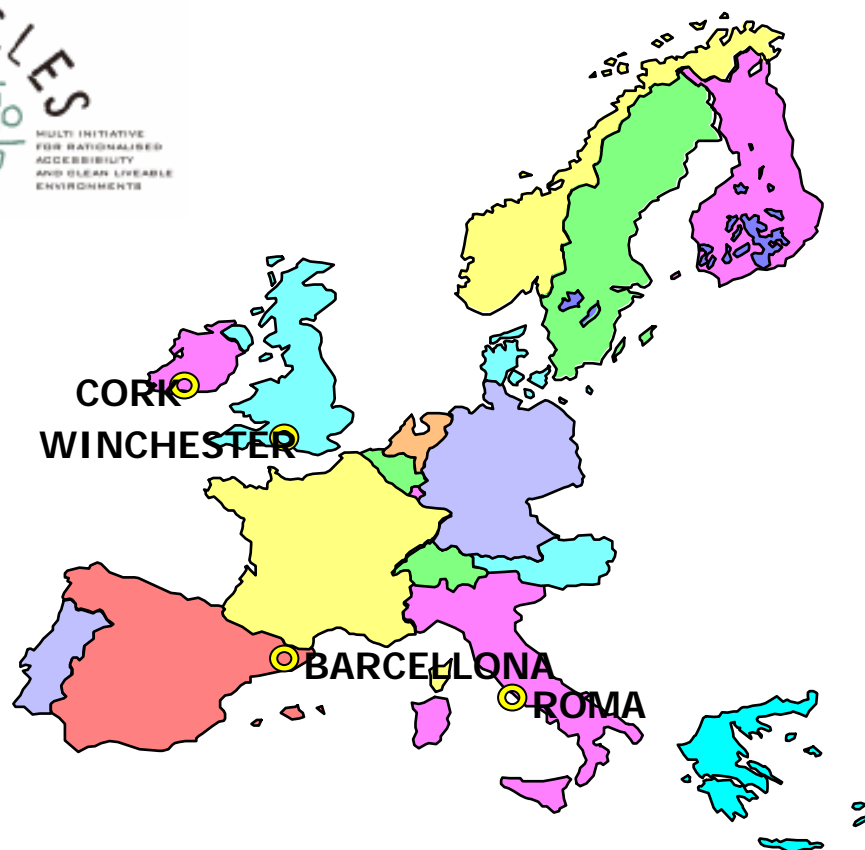 MULTI INITIATIVE
FOR RATIONALISED
ACCESSIBILITY
AND CLEAN LIVEABLE
ENVIRONMENTS
CORK
WINCHESTER
BARCELLONA
ROMA